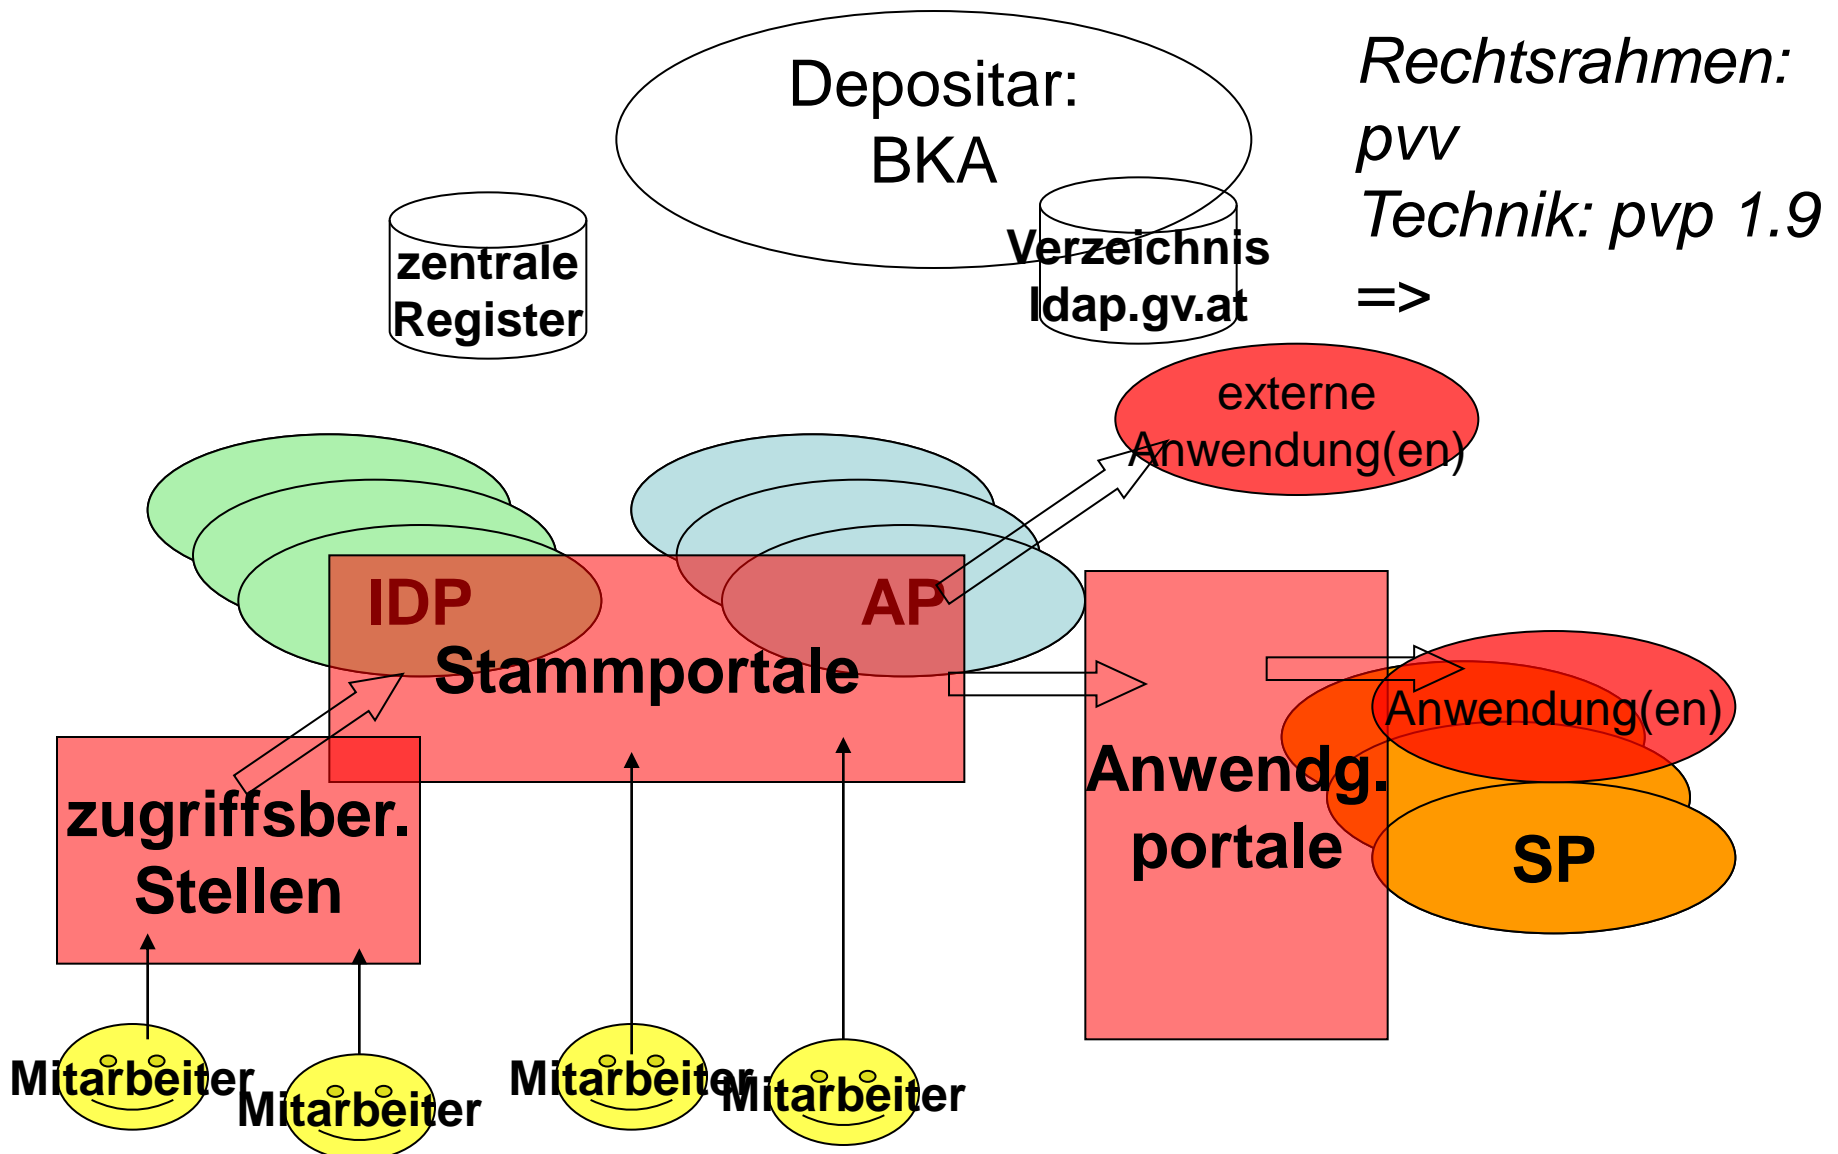 Depositar:
BKA
Rechtsrahmen:
pvv
Technik: pvp 1.9
=>
zentrale
Register
Verzeichnis
ldap.gv.at
externe
Anwendung(en)
IDP
AP
Stammportale
Anwendung(en)
Anwendg.
portale
SP
zugriffsber.
Stellen
Mitarbeiter
Mitarbeiter
Mitarbeiter
Mitarbeiter